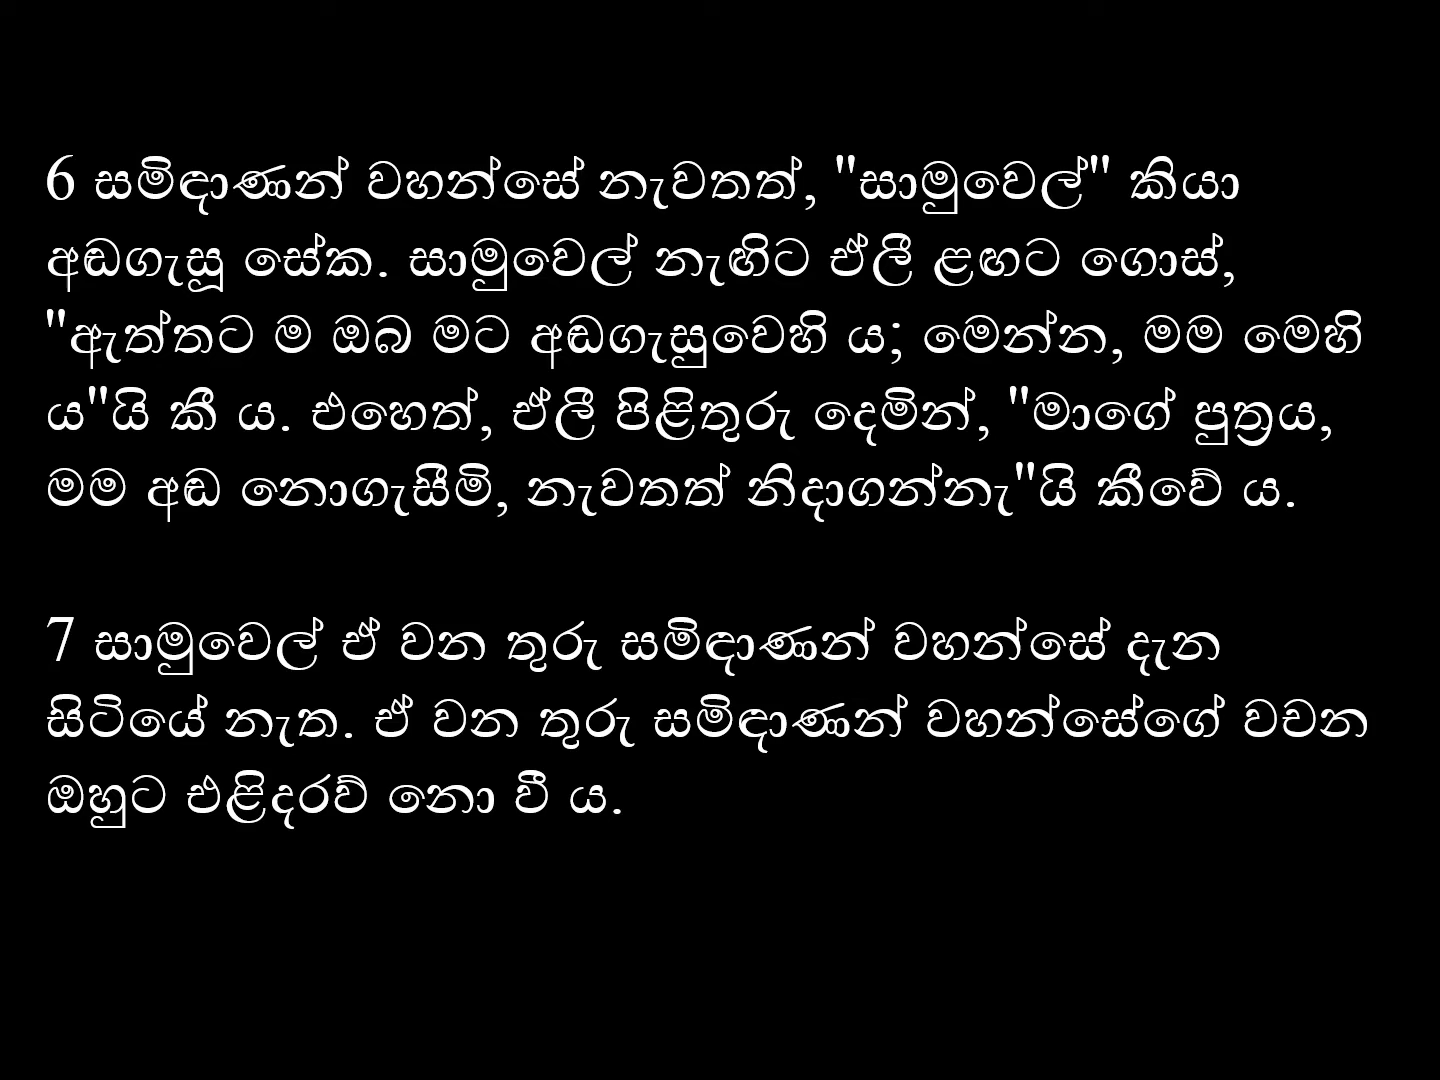 6 සමිඳාණන් වහන්සේ නැවතත්, "සාමුවෙල්" කියා
අඬගැසූ සේක. සාමුවෙල් නැඟිට ඒලී ළඟට ගොස්,
"ඇත්තට ම ඔබ මට අඬගැසුවෙහි ය; මෙන්න, මම මෙහි
ය"යි කී ය. එහෙත්, ඒලී පිළිතුරු දෙමින්, "මාගේ පුත්‍රය,
මම අඬ නොගැසීමි, නැවතත් නිදාගන්නැ"යි කීවේ ය.
7 සාමුවෙල් ඒ වන තුරු සමිඳාණන් වහන්සේ දැන
සිටියේ නැත. ඒ වන තුරු සමිඳාණන් වහන්සේගේ වචන
ඔහුට එළිදරව් නො වී ය.